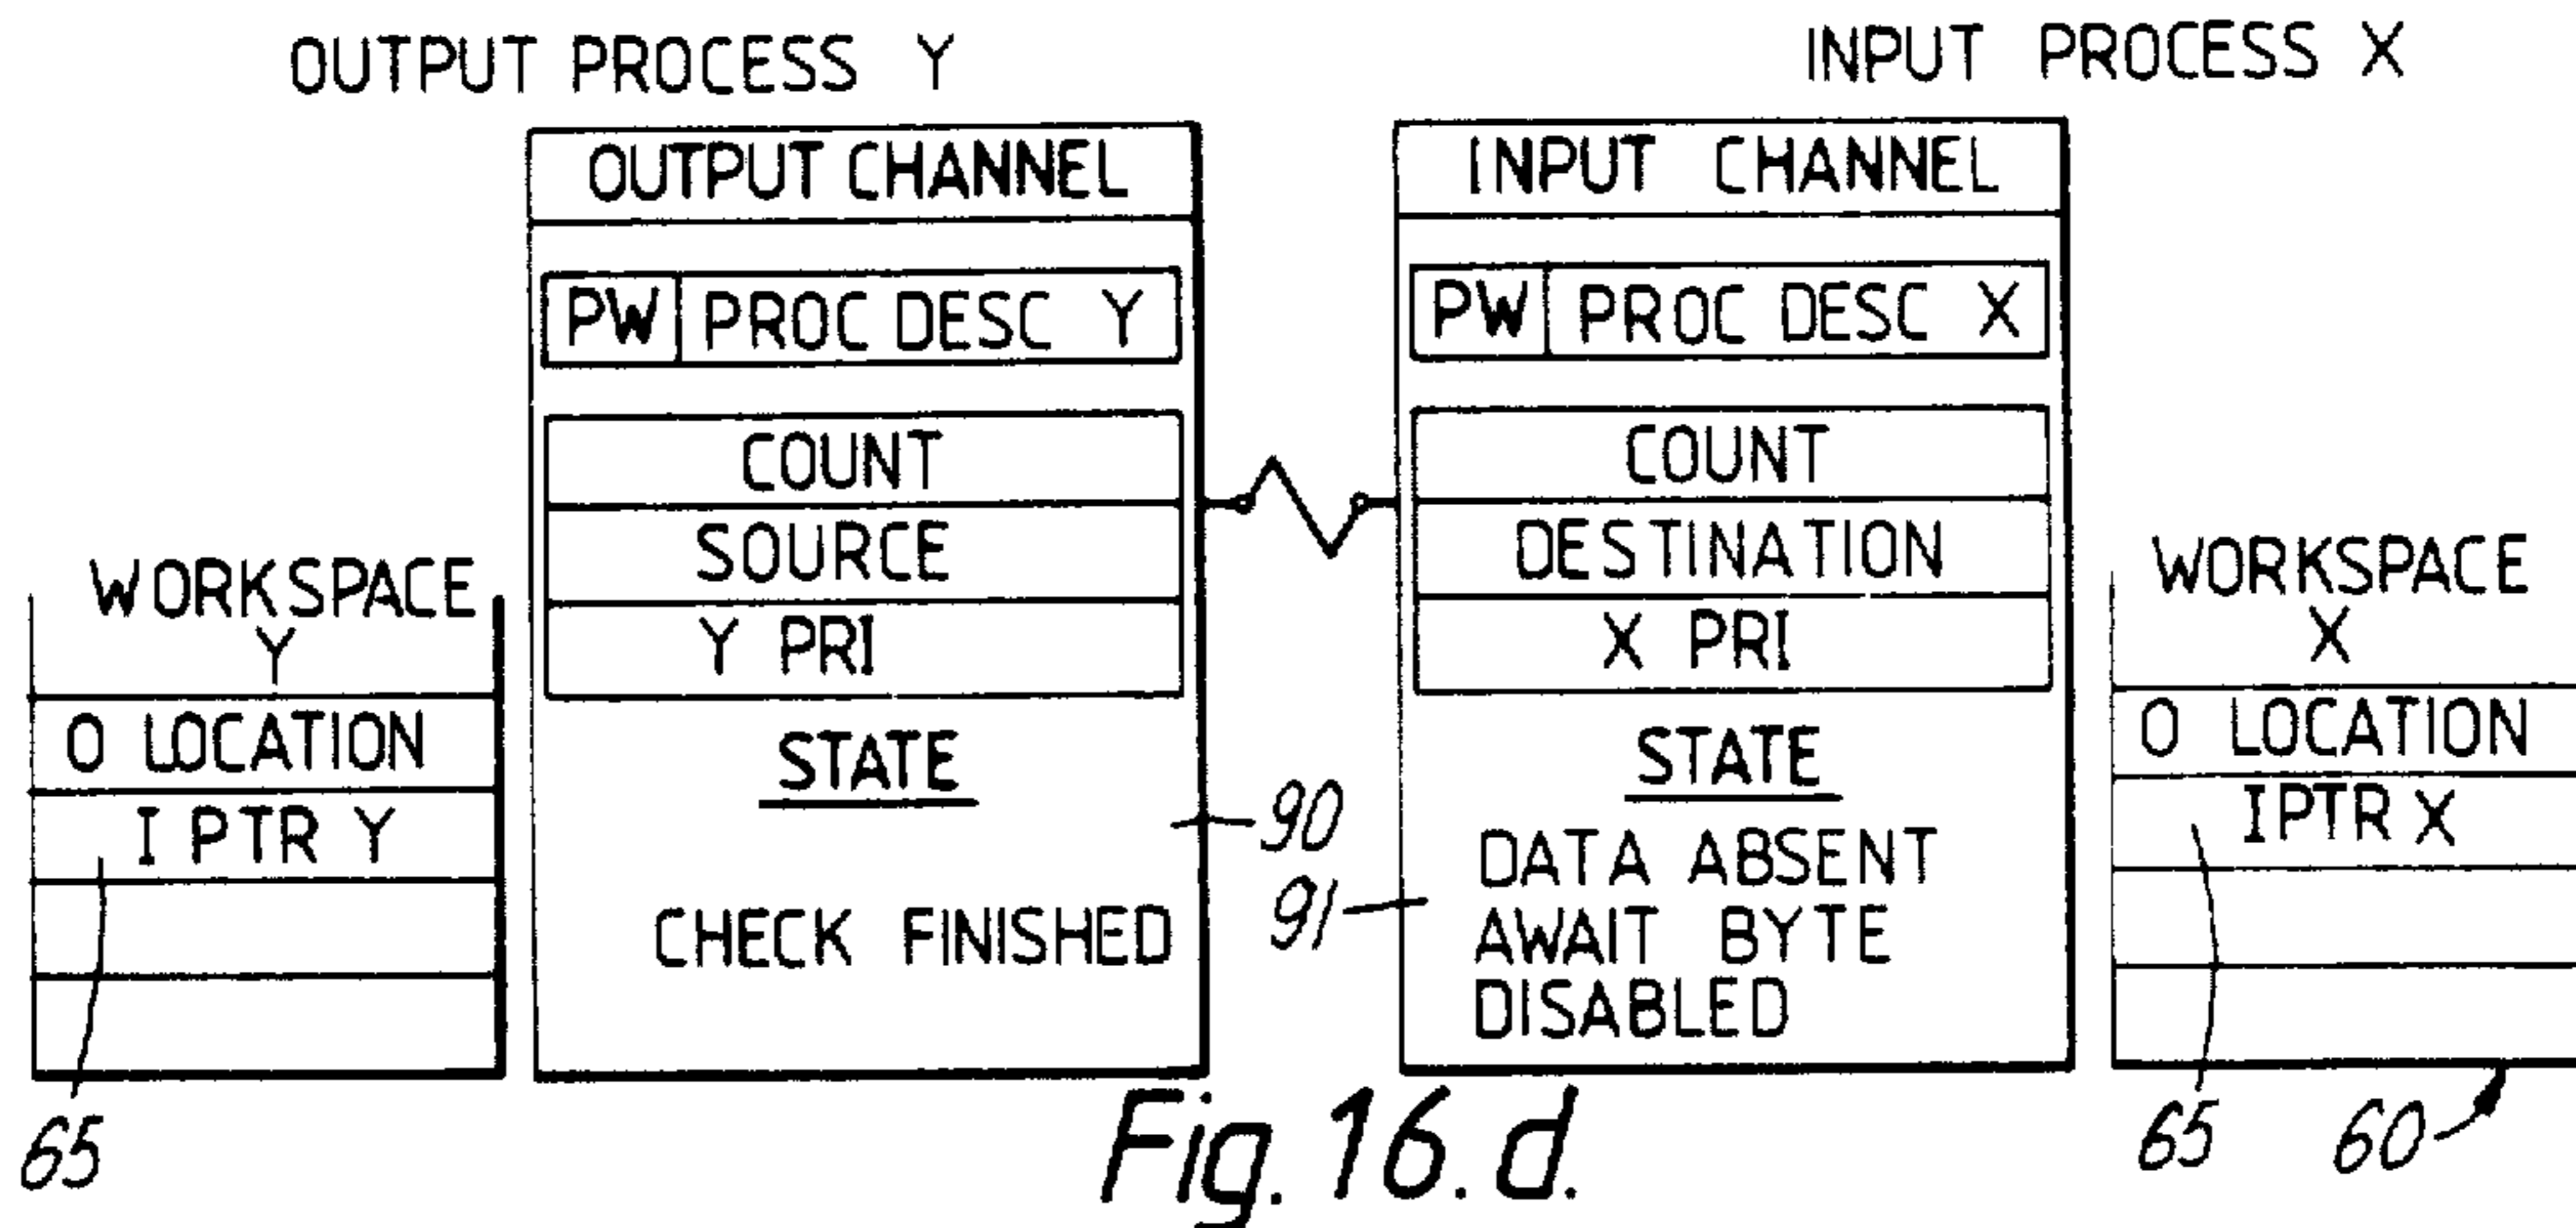 OUTPUT PROCESS Y
INPUT PROCESS X
OUTPUT CHANNEL
PW PROC DESC Y
COUNT
SOURCE
Y PRI
STATE
CHECK FINISHED
90
INPUT CHANNEL
PW PROC DESC X
COUNT
DESTINATION
X PRI
STATE
DATA ABSENT
AWAIT BYTE
DISABLED
91
WORKSPACE
Y
O LOCATION
I PTR Y
65
WORKSPACE
X
O LOCATION
IPTR X
65
60
Fig. 16. d.